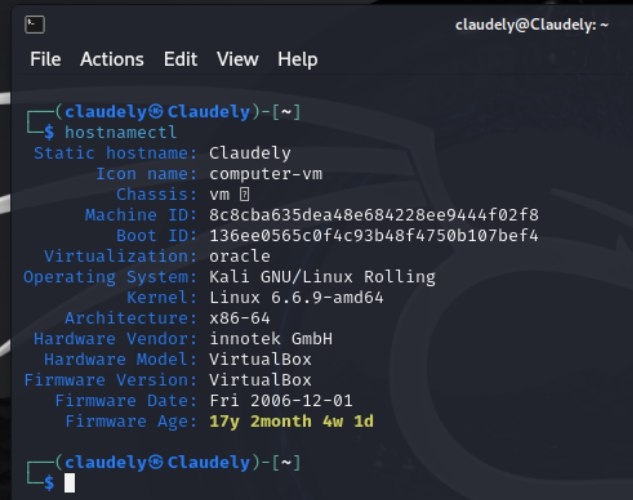 claudely@Claudely: ~
File Actions Edit View Help
┌──(claudely㉿Claudely)-[~]
└─$ hostnamectl
Static hostname: Claudely
Icon name: computer-vm
Chassis: vm
Machine ID: 8c8cba635dea48e684228ee9444f02f8
Boot ID: 136ee0565c0f4c93b48f4750b107bef4
Virtualization: oracle
Operating System: Kali GNU/Linux Rolling
Kernel: Linux 6.6.9-amd64
Architecture: x86-64
Hardware Vendor: innotek GmbH
Hardware Model: VirtualBox
Firmware Version: VirtualBox
Firmware Date: Fri 2006-12-01
Firmware Age: 17y 2month 4w 1d
┌──(claudely㉿Claudely)-[~]
└─$